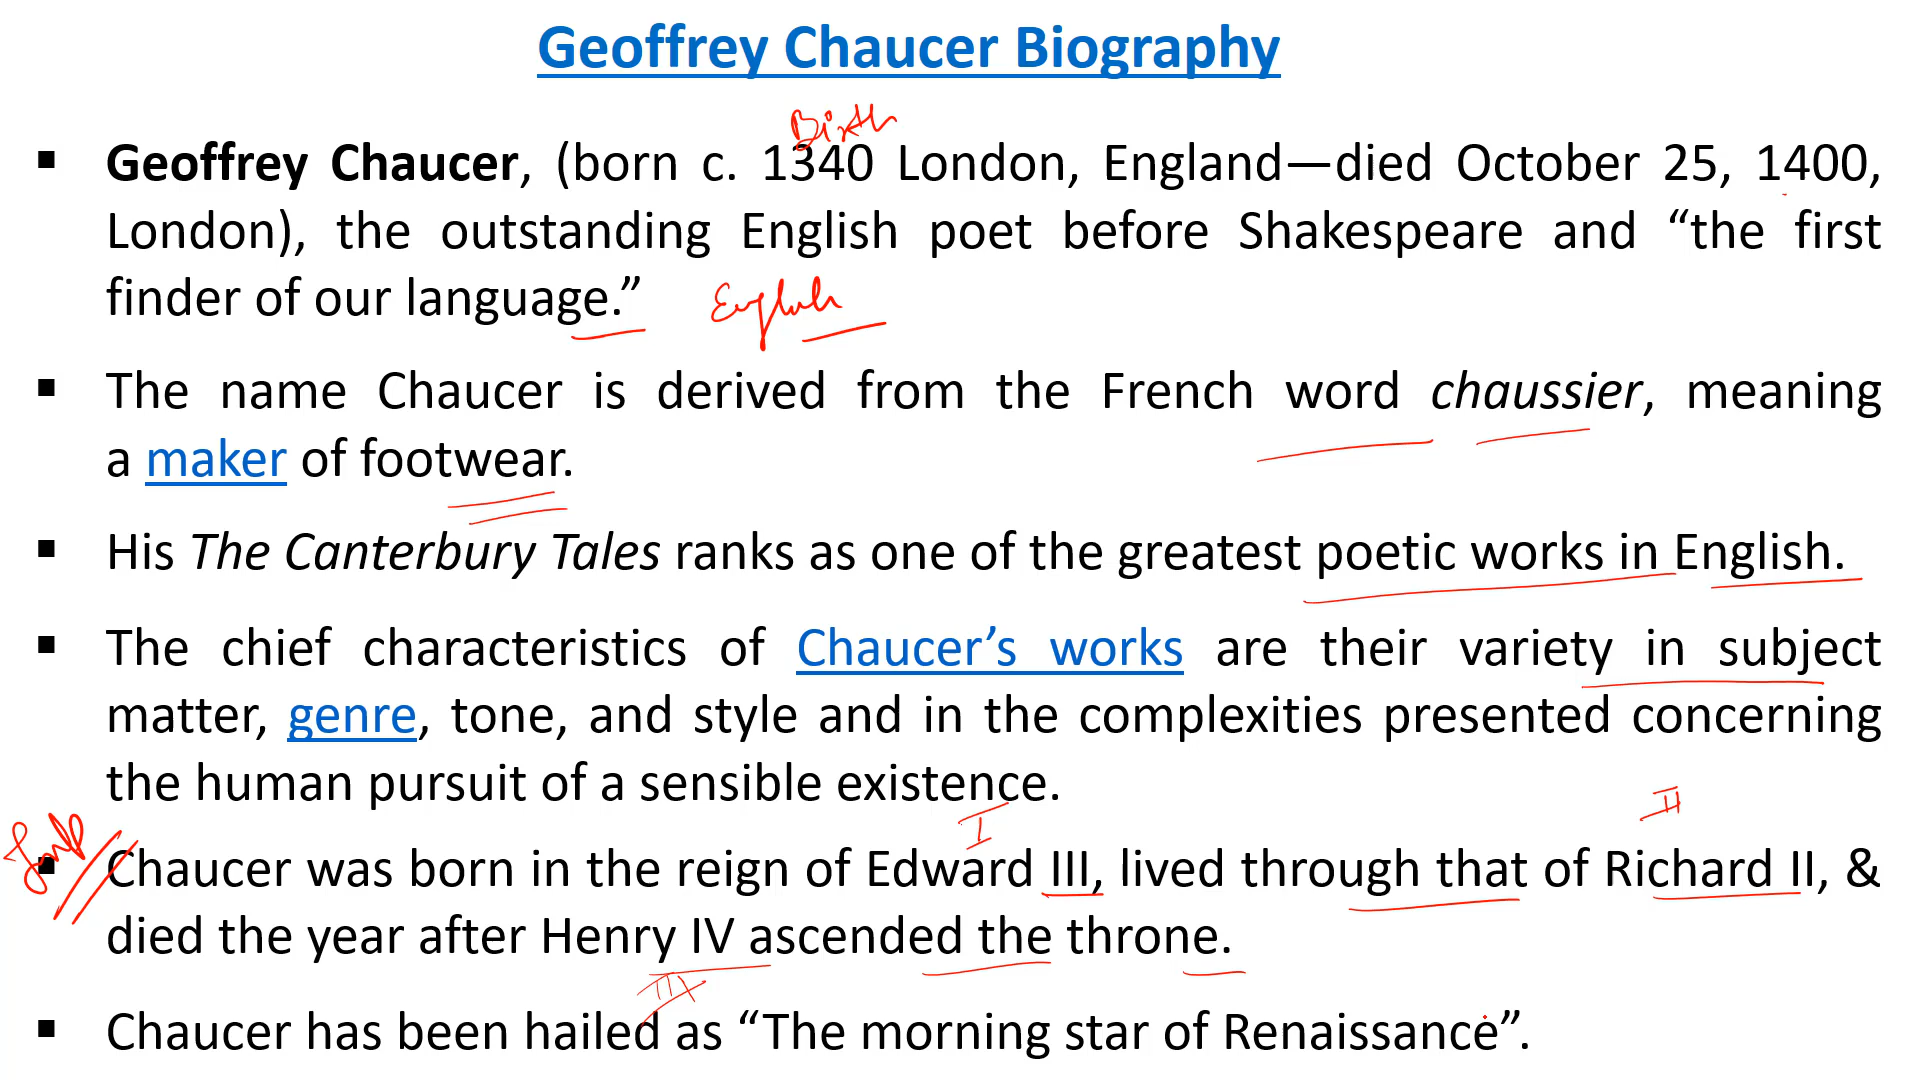 Geoffrey Chaucer Biography
Birth
▪ Geoffrey Chaucer, (born c. 1340 London, England—died October 25, 1400,
London), the outstanding English poet before Shakespeare and “the first
finder of our language.” English
▪ The name Chaucer is derived from the French word chaussier, meaning
a maker of footwear.
▪ His The Canterbury Tales ranks as one of the greatest poetic works in English.
▪ The chief characteristics of Chaucer’s works are their variety in subject
matter, genre, tone, and style and in the complexities presented concerning
the human pursuit of a sensible existence.
I II
▪ Chaucer was born in the reign of Edward III, lived through that of Richard II, &
died the year after Henry IV ascended the throne.
▪ Chaucer has been hailed as “The morning star of Renaissance”.